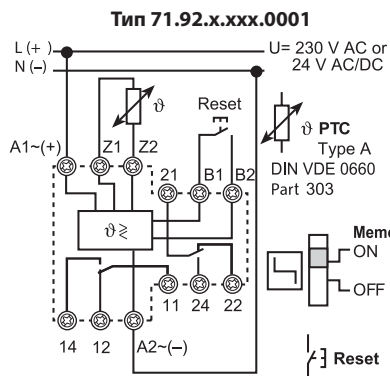 Тип 71.92.x.xxx.0001
L (+)
N (–)
U= 230 V AC or
24 V AC/DC
ϑ
Reset
ϑ PTC
Type A
DIN VDE 0660
Part 303
A1~(+) Z1 Z2
21 B1 B2
ϑ ≷
ON
OFF
11 24 22
14 12 A2~(–)
Reset